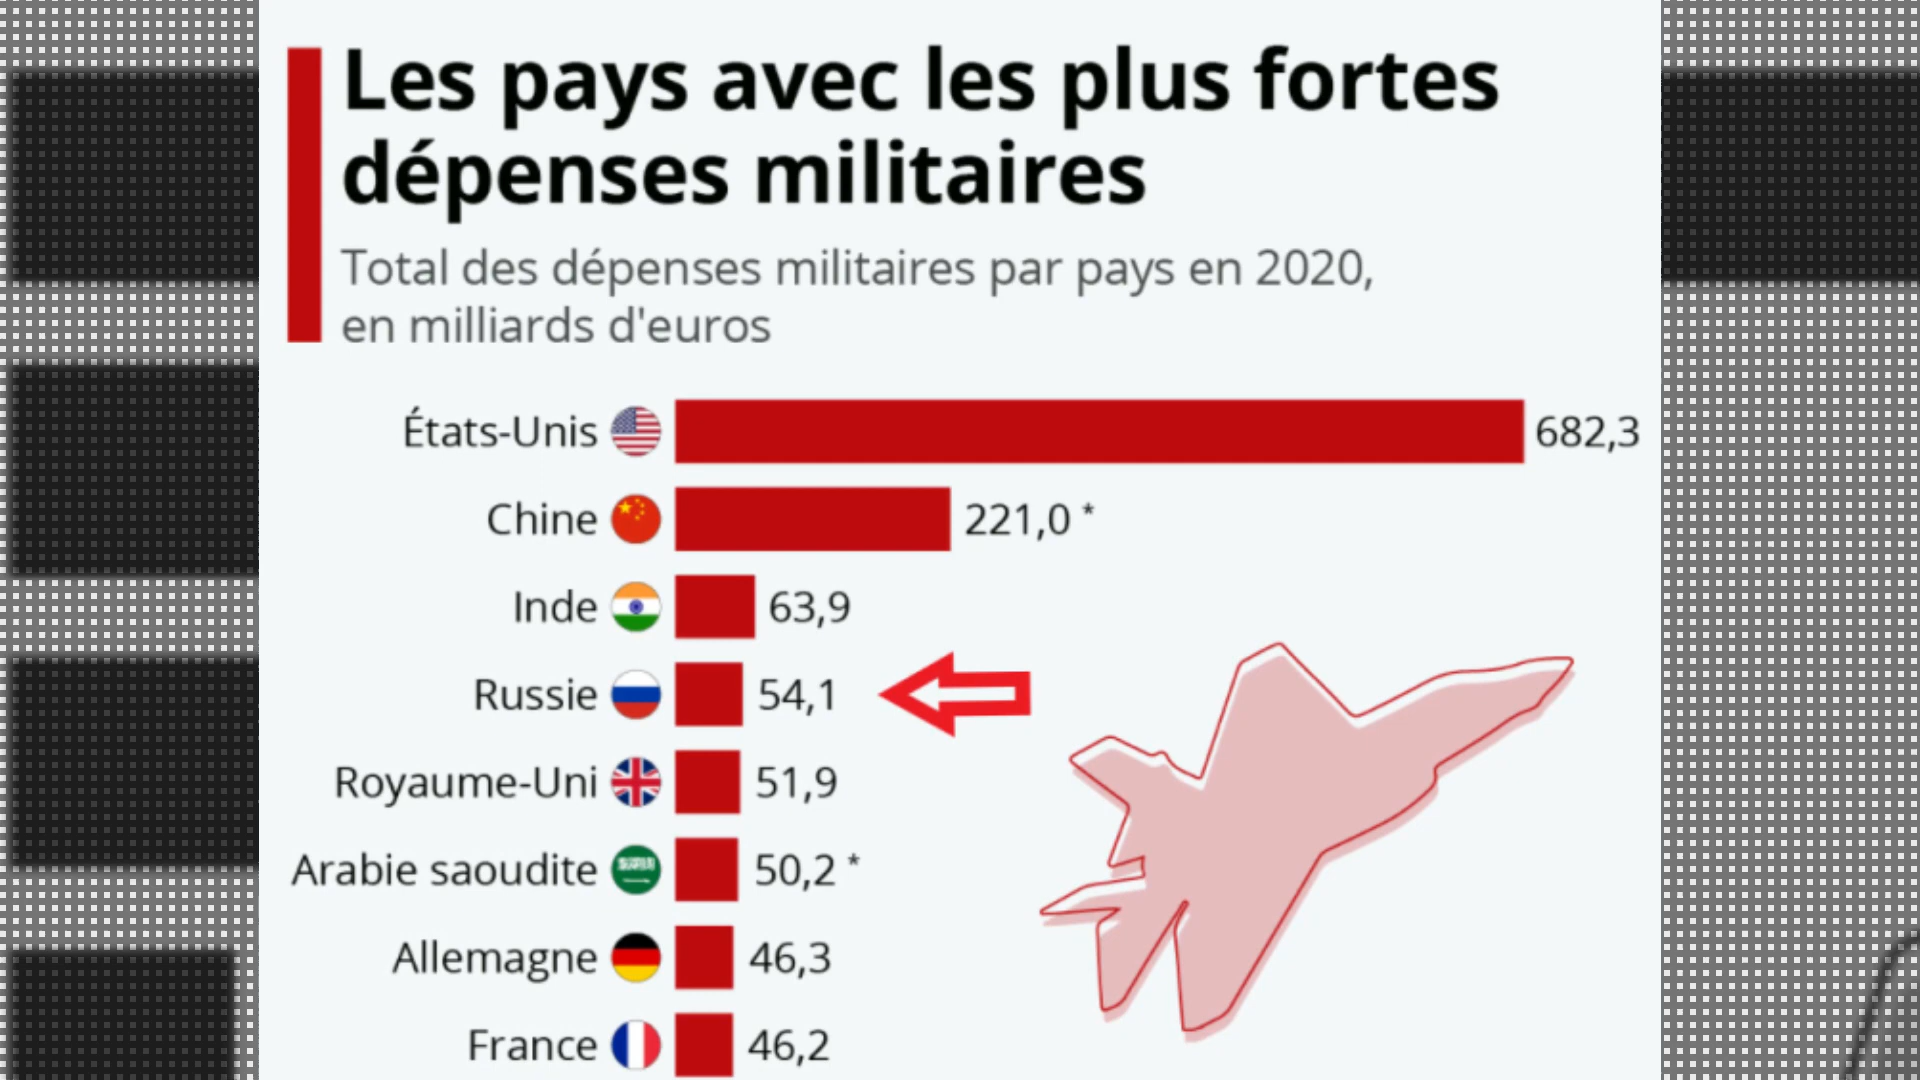 Les pays avec les plus fortes
dépenses militaires
Total des dépenses militaires par pays en 2020,
en milliards d'euros
États-Unis 682,3
Chine 221,0 *
Inde 63,9
Russie 54,1
Royaume-Uni 51,9
Arabie saoudite 50,2 *
Allemagne 46,3
France 46,2